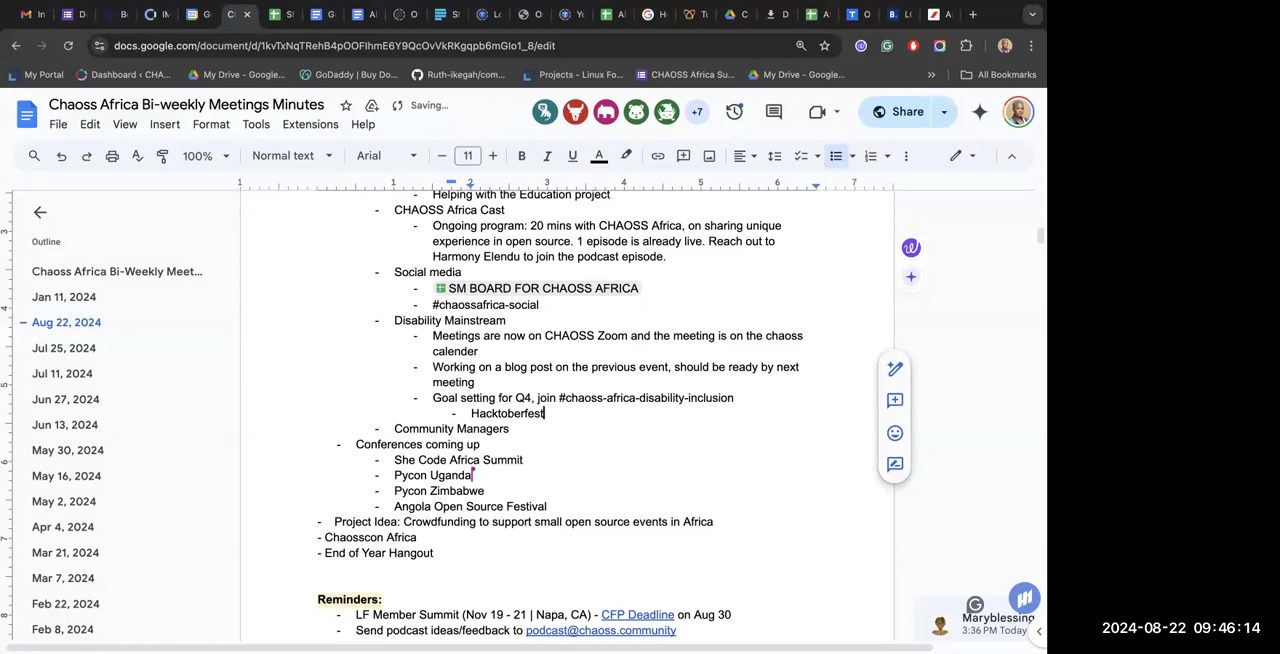 docs.google.com/document/d/1kvTxNqTRehB4pOOFIhmE6Y9QcOvVkRKgqpb6mGIo1_8/edit
My Portal Dashboard ‹ CHA... My Drive - Google... GoDaddy | Buy Do... Ruth-ikegah/com... Projects - Linux Fo... CHAOSS Africa Su... My Drive - Google... » All Bookmarks
Chaoss Africa Bi-weekly Meetings Minutes Saving...
File Edit View Insert Format Tools Extensions Help
+7
Share
100% Normal text Arial 11
1 1 2 3 4 5 6 7
Outline
Chaoss Africa Bi-Weekly Meet...
Jan 11, 2024
Aug 22, 2024
Jul 25, 2024
Jul 11, 2024
Jun 27, 2024
Jun 13, 2024
May 30, 2024
May 16, 2024
May 2, 2024
Apr 4, 2024
Mar 21, 2024
Mar 7, 2024
Feb 22, 2024
Feb 8, 2024
- Helping with the Education project
- CHAOSS Africa Cast
- Ongoing program: 20 mins with CHAOSS Africa, on sharing unique
experience in open source. 1 episode is already live. Reach out to
Harmony Elendu to join the podcast episode.
- Social media
- SM BOARD FOR CHAOSS AFRICA
- #chaossafrica-social
- Disability Mainstream
- Meetings are now on CHAOSS Zoom and the meeting is on the chaoss
calender
- Working on a blog post on the previous event, should be ready by next
meeting
- Goal setting for Q4, join #chaoss-africa-disability-inclusion
- Hacktoberfest
- Community Managers
- Conferences coming up
- She Code Africa Summit
- Pycon Uganda
- Pycon Zimbabwe
- Angola Open Source Festival
- Project Idea: Crowdfunding to support small open source events in Africa
- Chaosscon Africa
- End of Year Hangout
Reminders:
- LF Member Summit (Nov 19 - 21 | Napa, CA) - CFP Deadline on Aug 30
- Send podcast ideas/feedback to podcast@chaoss.community
Maryblessing
3:36 PM Today
2024-08-22 09:46:14